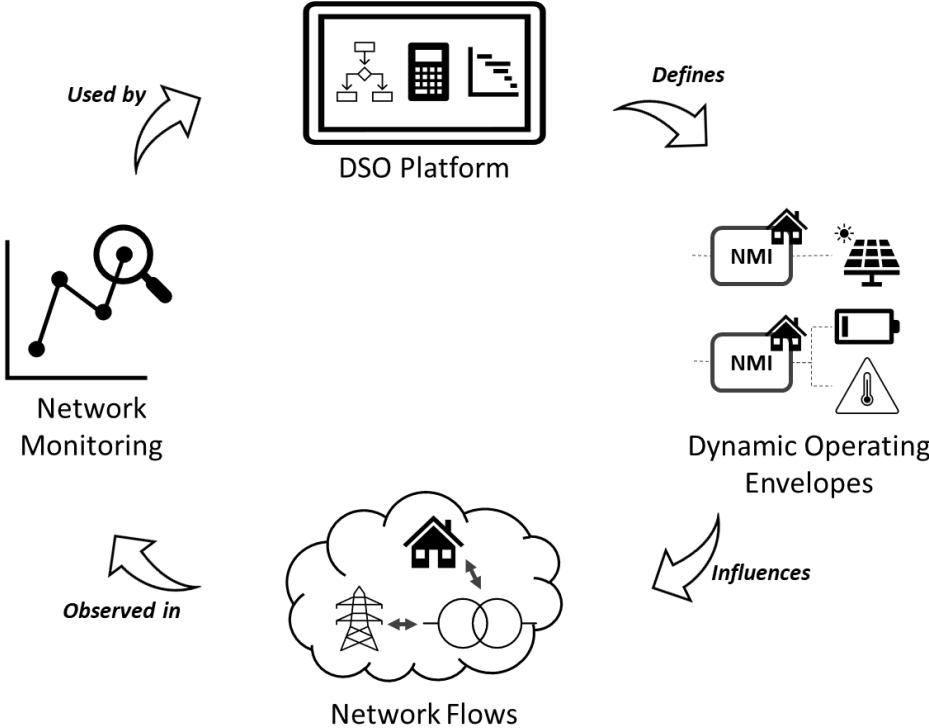 Used by
Defines
DSO Platform
NMI
NMI
Network
Monitoring
Dynamic Operating
Envelopes
Influences
Observed in
Network Flows